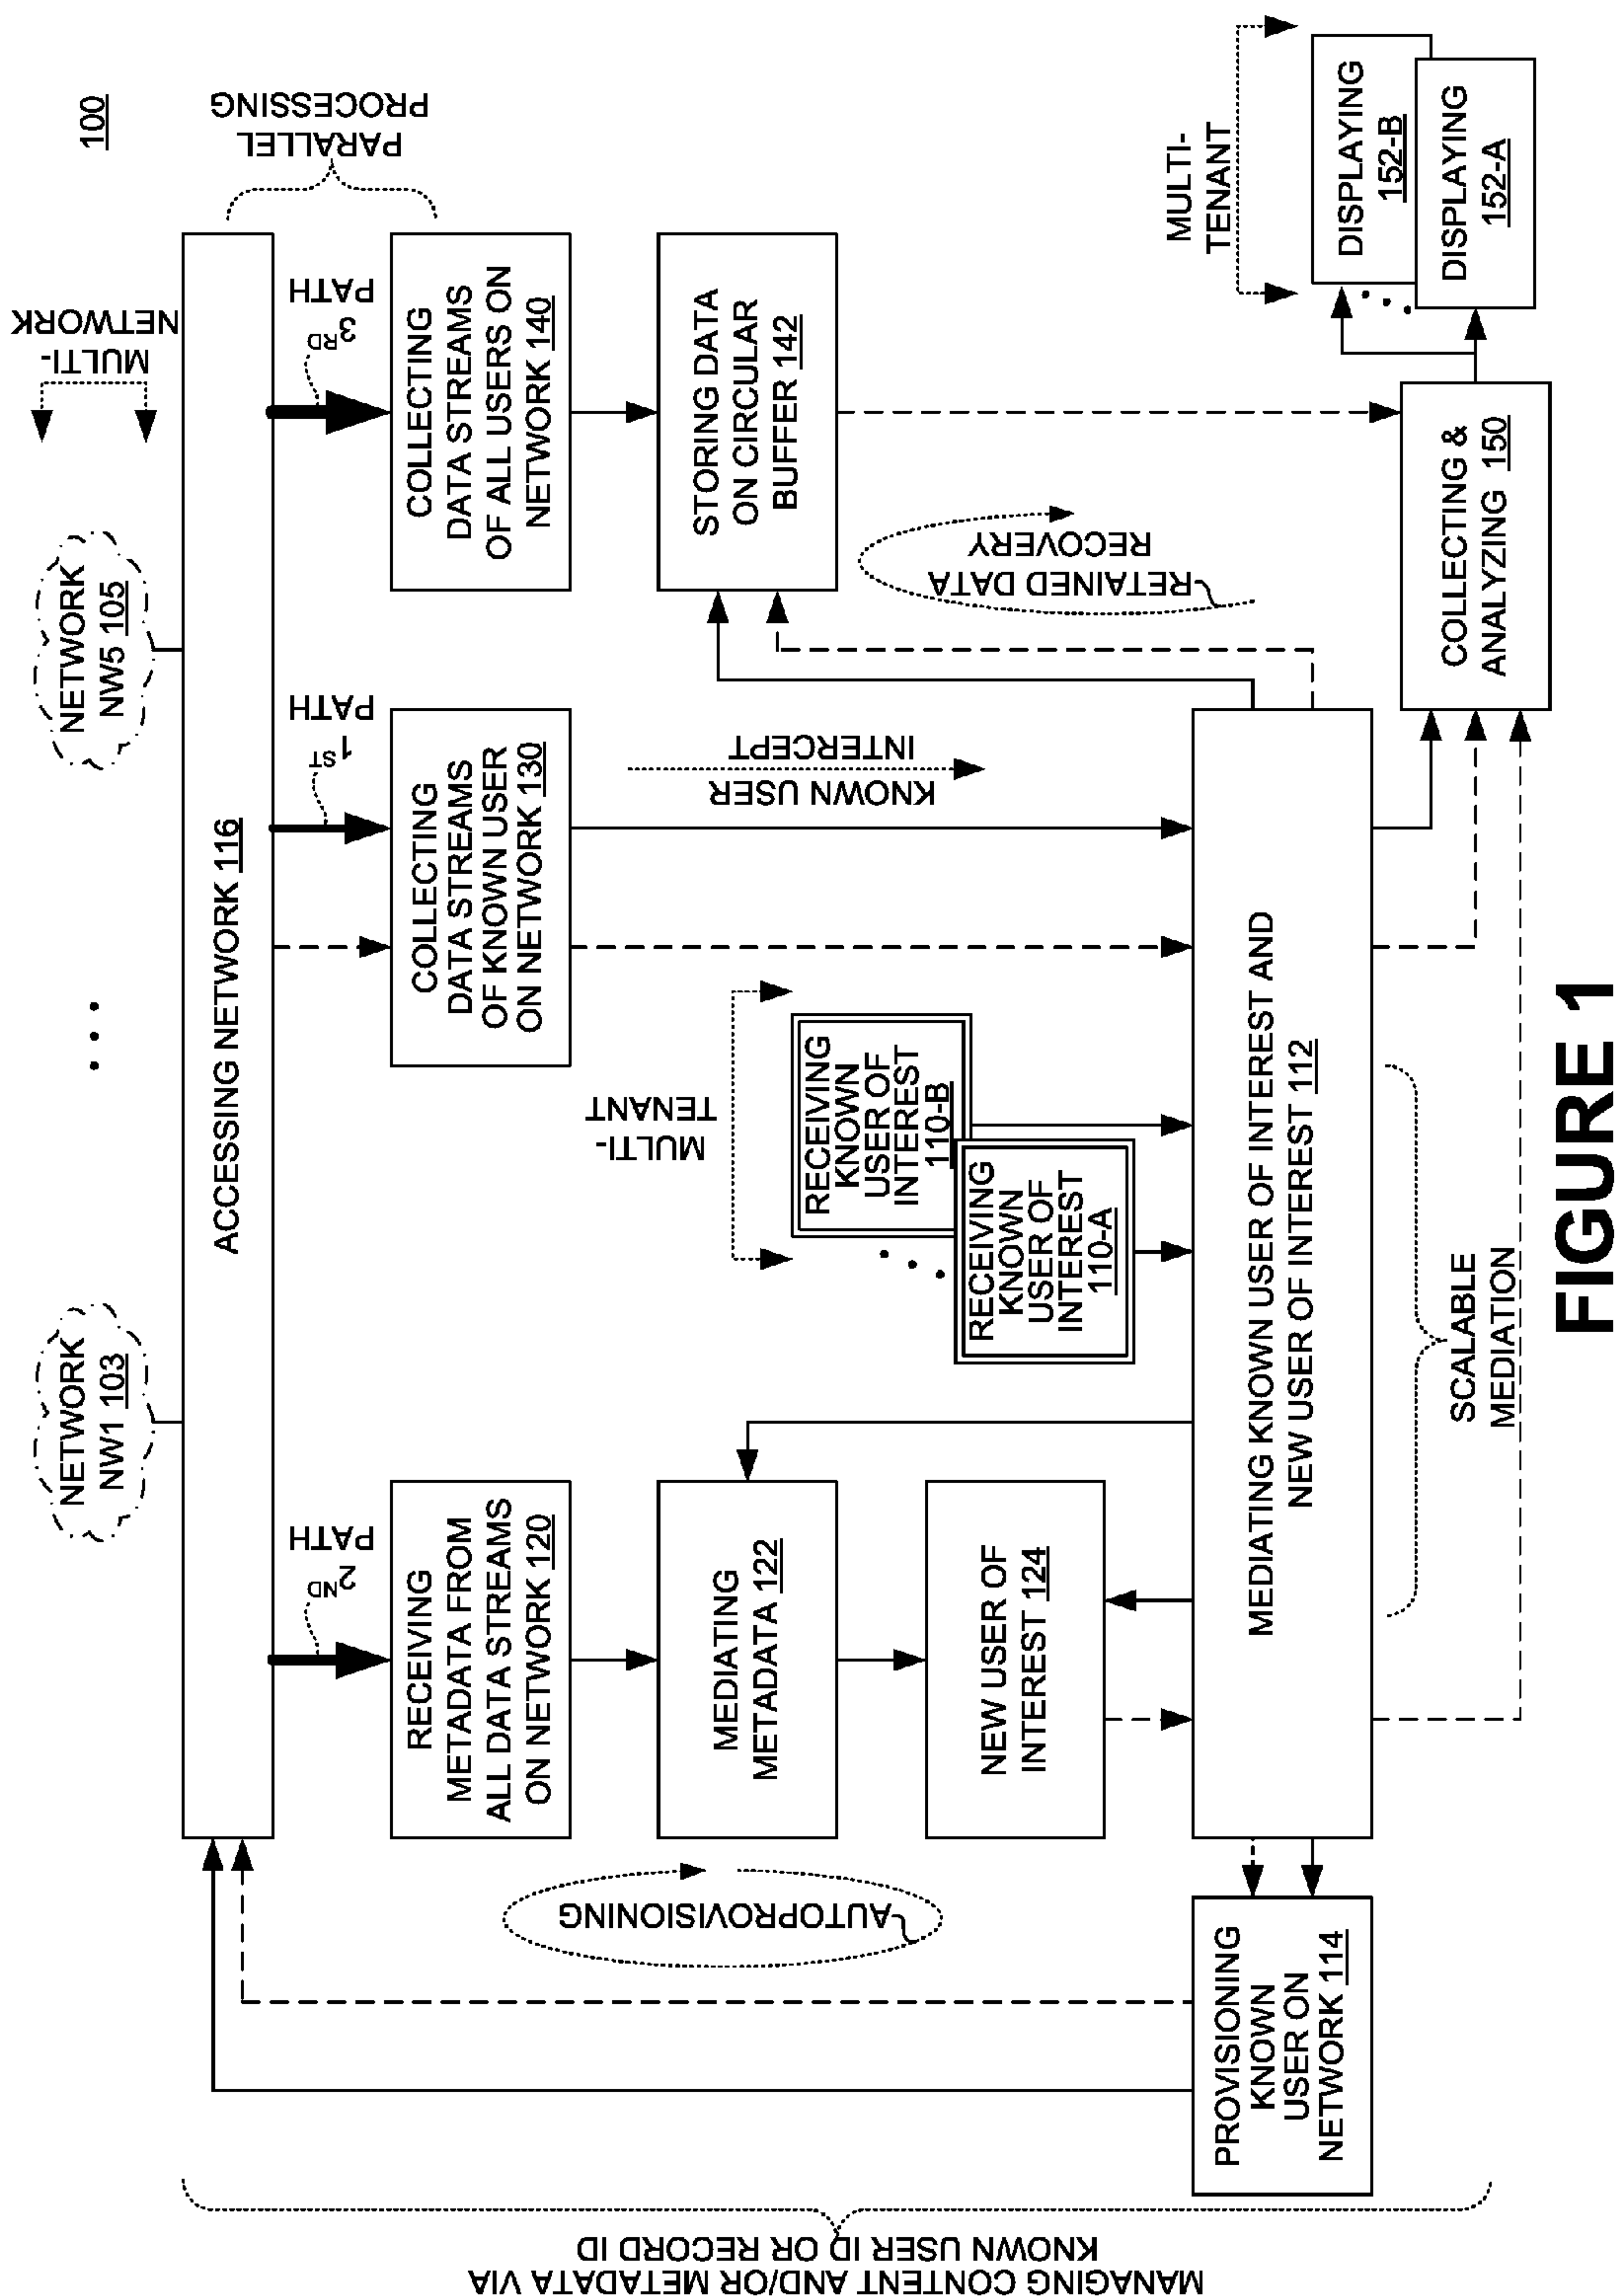 100
MULTI-
NETWORK
NETWORK
NW1 103
• • •
NETWORK
NW5 105
ACCESSING NETWORK 116
PARALLEL
PROCESSING
2ND
PATH
1ST
PATH
3RD
PATH
RECEIVING
METADATA FROM
ALL DATA STREAMS
ON NETWORK 120
COLLECTING
DATA STREAMS
OF KNOWN USER
ON NETWORK 130
COLLECTING
DATA STREAMS
OF ALL USERS ON
NETWORK 140
AUTOPROVISIONING
MEDIATING
METADATA 122
MULTI-
TENANT
KNOWN USER
INTERCEPT
STORING DATA
ON CIRCULAR
BUFFER 142
NEW USER OF
INTEREST 124
RECEIVING
KNOWN
USER OF
INTEREST
110-B
• • •
RECEIVING
KNOWN
USER OF
INTEREST
110-A
RETAINED DATA
RECOVERY
MANAGING CONTENT AND/OR METADATA VIA
KNOWN USER ID OR RECORD ID
PROVISIONING
KNOWN
USER ON
NETWORK 114
MEDIATING KNOWN USER OF INTEREST AND
NEW USER OF INTEREST 112
SCALABLE
MEDIATION
COLLECTING &
ANALYZING 150
MULTI-
TENANT
DISPLAYING
152-B
• • •
DISPLAYING
152-A
FIGURE 1